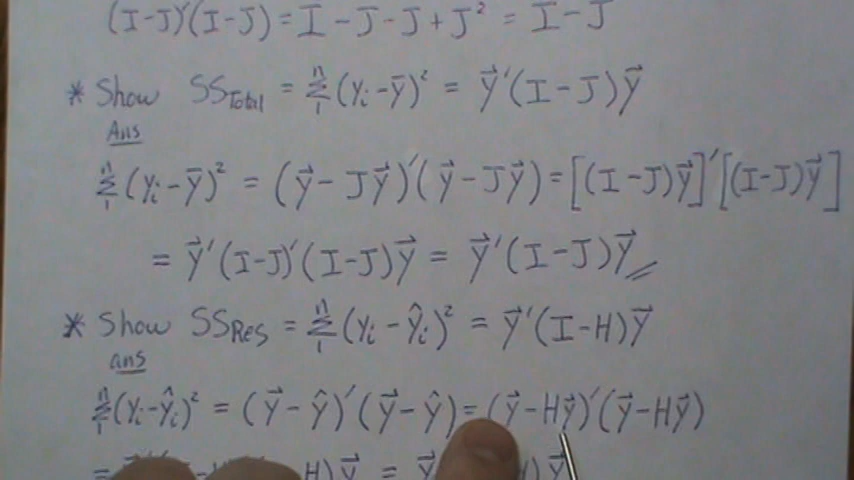 (I-J)'(I-J) = I - J - J + J² = I - J
* Show SS_Total = Σ₁ⁿ(Yᵢ - ȳ)² = y⃗'(I - J)y⃗
Ans
Σ₁ⁿ(Yᵢ - ȳ)² = (y⃗ - Jy⃗)'(y⃗ - Jy⃗) = [(I-J)y⃗]'[(I-J)y⃗]
= y⃗'(I-J)'(I-J)y⃗ = y⃗'(I-J)y⃗ //
* Show SS_Res = Σ₁ⁿ(Yᵢ - Ŷᵢ)² = y⃗'(I-H)y⃗
ans
Σ₁ⁿ(Yᵢ - Ŷᵢ)² = (y⃗ - ŷ)'(y⃗ - ŷ) = (y⃗ - Hy⃗)'(y⃗ - Hy⃗)